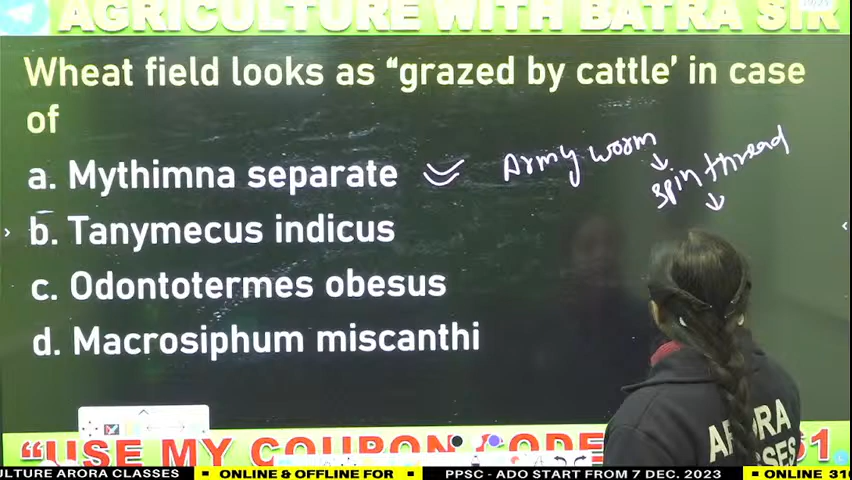 AGRICULTURE WITH BATRA SIR
Wheat field looks as “grazed by cattle’ in case
of
a. Mythimna separate
Army worm
spin thread
b. Tanymecus indicus
c. Odontotermes obesus
d. Macrosiphum miscanthi
ARORA
“USE MY COUPON CODE
ULTURE ARORA CLASSES ONLINE & OFFLINE FOR PPSC - ADO START FROM 7 DEC. 2023 ONLINE